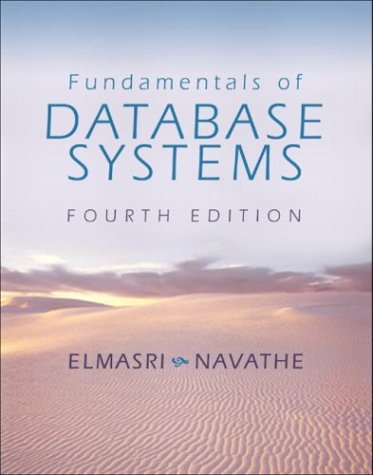 Fundamentals of
DATABASE
SYSTEMS
FOURTH EDITION
ELMASRI NAVATHE